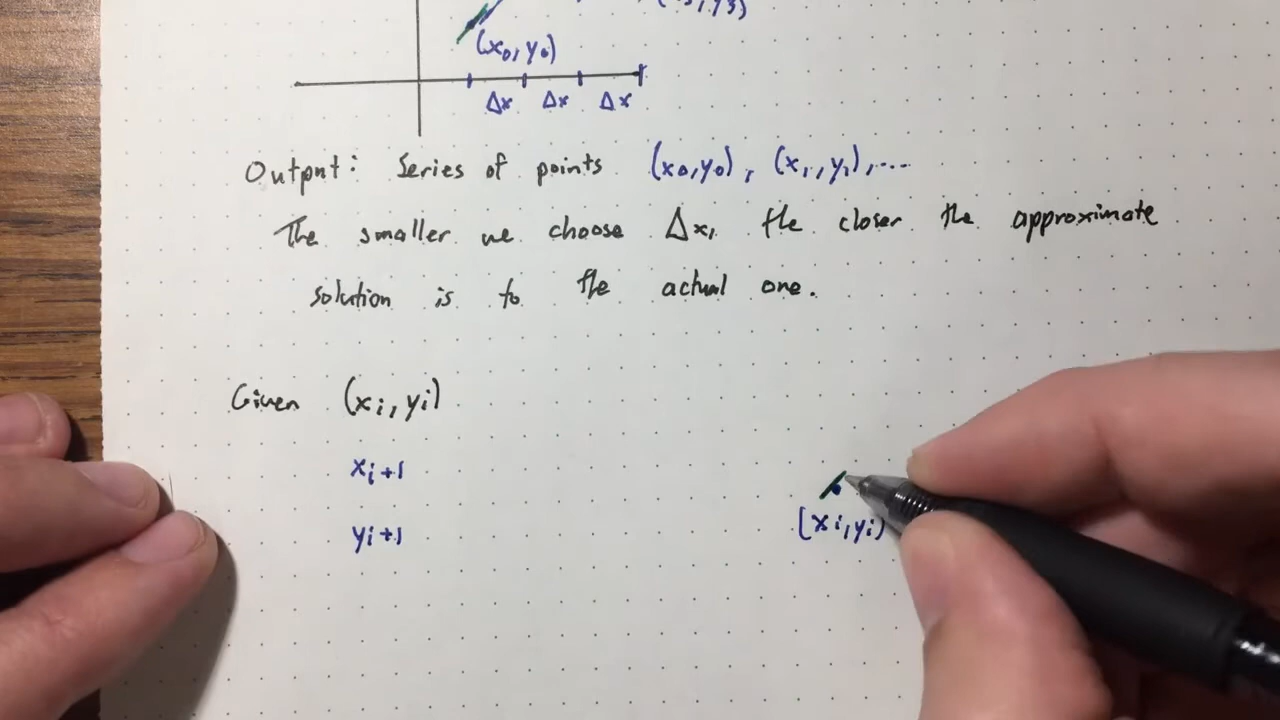 (x₀, y₀)
Δx Δx Δx
Output: Series of points (x₀,y₀), (x₁,y₁),....
The smaller we choose Δx, the closer the approximate
solution is to the actual one.
Given (xᵢ, yᵢ)
xᵢ₊₁
yᵢ₊₁
(xᵢ,yᵢ)